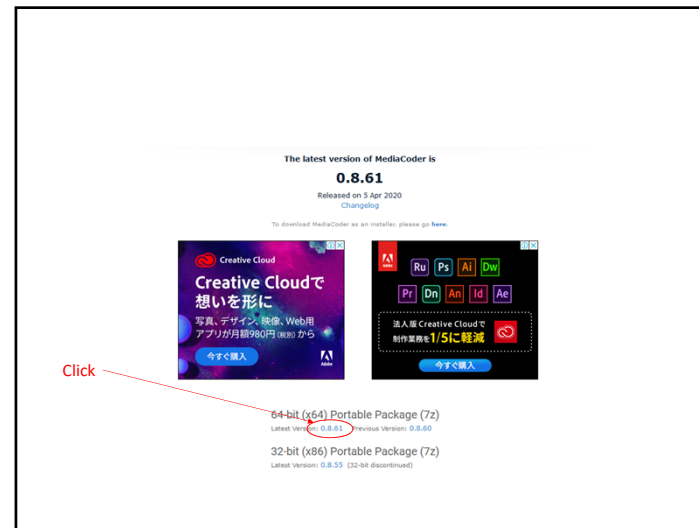 The latest version of MediaCoder is
0.8.61
Released on 5 Apr 2020
Changelog
To download MediaCoder as an installer, please go here.
Creative Cloud
Creative Cloudで
想いを形に
写真、デザイン、映像、Web用
アプリが月額980円(税別)から
今すぐ購入
Adobe
Adobe
Ru Ps Ai Dw
Pr Dn An Id Ae
法人版 Creative Cloudで
制作業務を1/5に軽減
今すぐ購入
Click
64-bit (x64) Portable Package (7z)
Latest Version: 0.8.61 Previous Version: 0.8.60
32-bit (x86) Portable Package (7z)
Latest Version: 0.8.55 (32-bit discontinued)